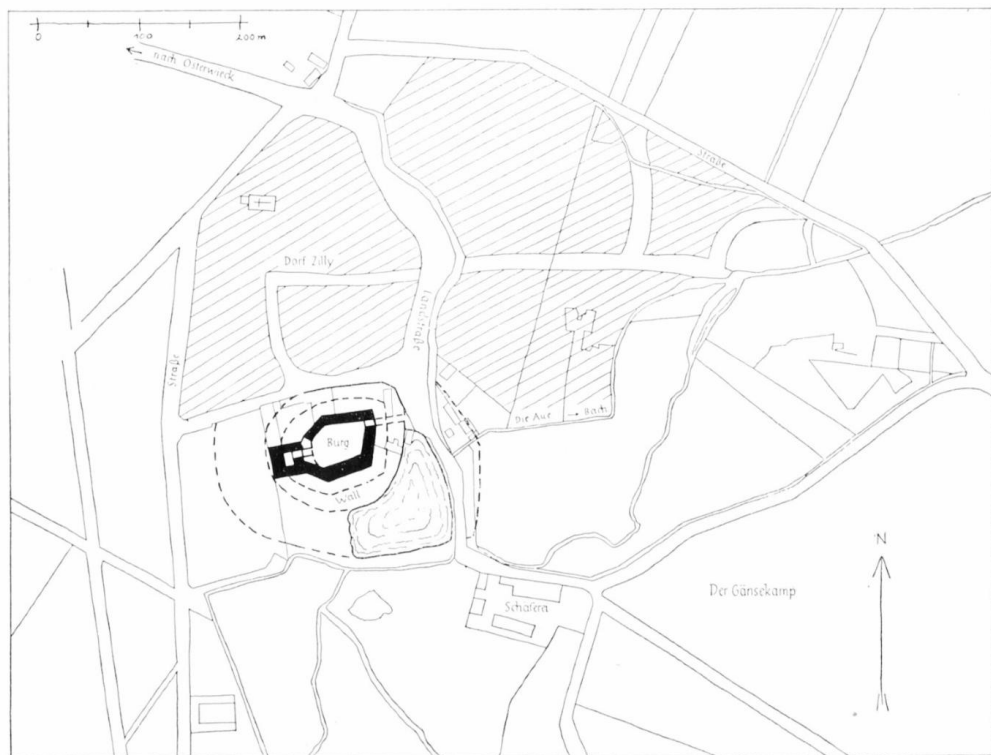 0 100 200 m
nach Osterwieck
Straße
Dorf Zilly
Landstraße
Straße
Die Aue → Bach
Burg
Wall
N
Der Gänsekamp
Schäferei